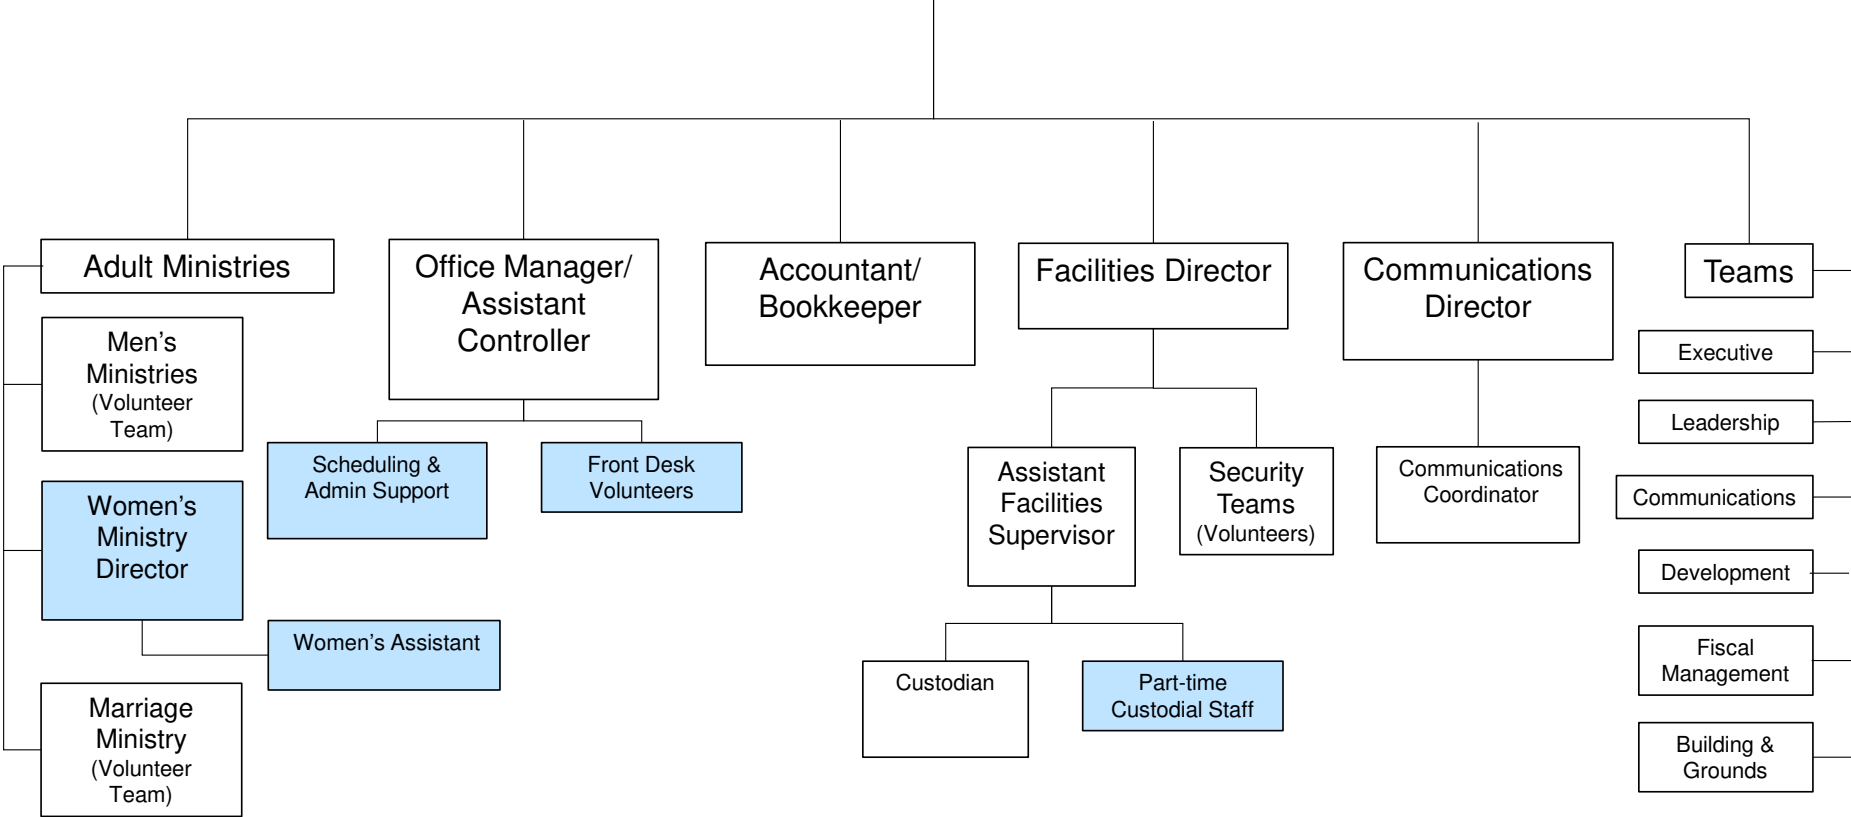 Adult Ministries
Men’s
Ministries
(Volunteer
Team)
Women’s
Ministry
Director
Women’s Assistant
Marriage
Ministry
(Volunteer
Team)
Office Manager/
Assistant
Controller
Scheduling &
Admin Support
Front Desk
Volunteers
Accountant/
Bookkeeper
Facilities Director
Assistant
Facilities
Supervisor
Security
Teams
(Volunteers)
Custodian
Part-time
Custodial Staff
Communications
Director
Communications
Coordinator
Teams
Executive
Leadership
Communications
Development
Fiscal
Management
Building &
Grounds